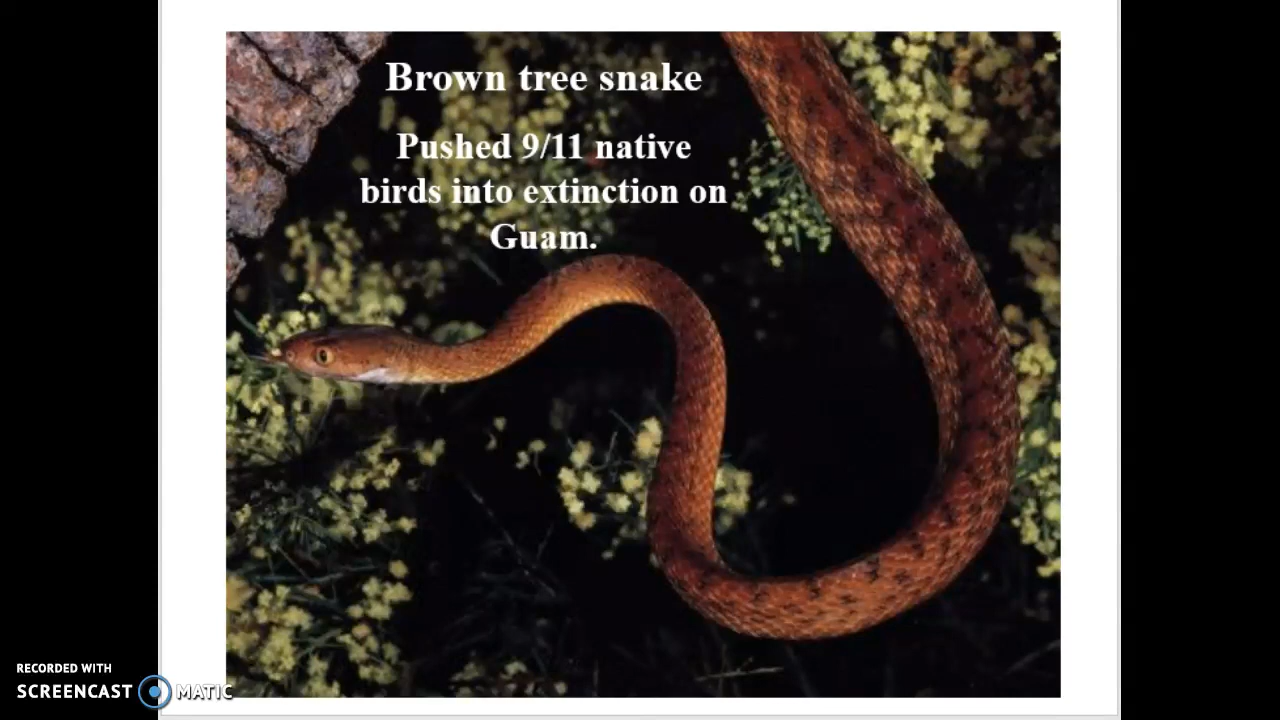 Brown tree snake
Pushed 9/11 native
birds into extinction on
Guam.
RECORDED WITH
SCREENCAST MATIC